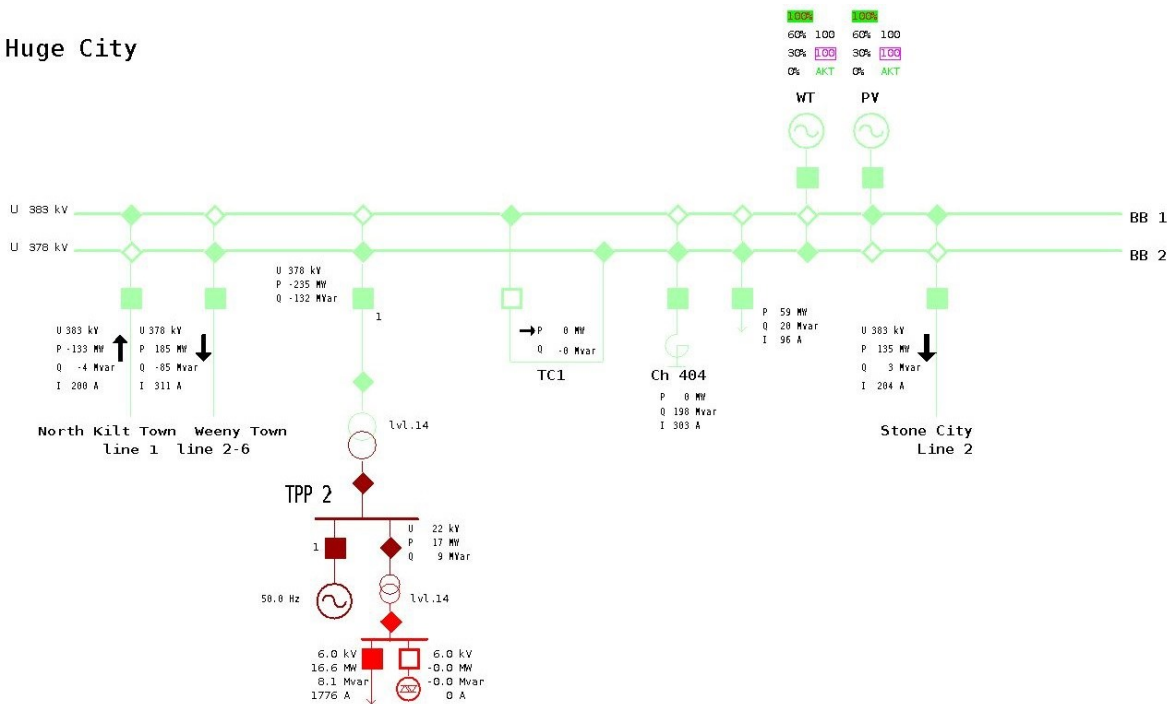 Huge City
100% 100%
60% 100 60% 100
30% 100 30% 100
0% AKT 0% AKT
WT PV
U 383 kV
BB 1
U 378 kV
BB 2
U 378 kV
P -235 MW
Q -132 MVar
1
U 383 kV
P -133 MW
Q -4 Mvar
I 200 A
U 378 kV
P 185 MW
Q -85 Mvar
I 311 A
P 0 MW
Q -0 Mvar
TC1
Ch 404
P 0 MW
Q 198 Mvar
I 303 A
P 59 MW
Q 20 Mvar
I 96 A
U 383 kV
P 135 MW
Q 3 Mvar
I 204 A
North Kilt Town
line 1
Weeny Town
line 2-6
lvl.14
Stone City
Line 2
TPP 2
U 22 kV
P 17 MW
Q 9 MVar
1
50.0 Hz
lvl.14
6.0 kV
16.6 MW
8.1 Mvar
1776 A
6.0 kV
-0.0 MW
-0.0 Mvar
0 A